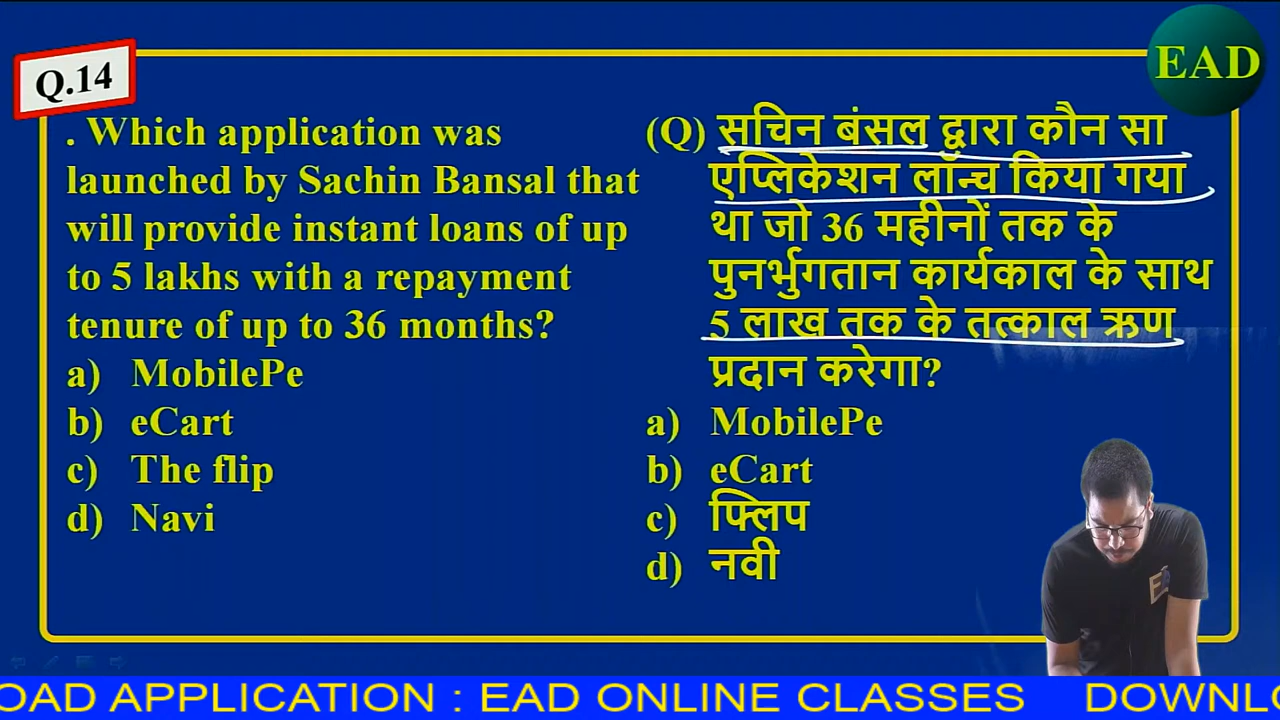 Q.14
EAD
. Which application was
launched by Sachin Bansal that
will provide instant loans of up
to 5 lakhs with a repayment
tenure of up to 36 months?
a) MobilePe
b) eCart
c) The flip
d) Navi
(Q) सचिन बंसल द्वारा कौन सा
एप्लिकेशन लॉन्च किया गया
था जो 36 महीनों तक के
पुनर्भुगतान कार्यकाल के साथ
5 लाख तक के तत्काल ऋण
प्रदान करेगा?
a) MobilePe
b) eCart
c) फ्लिप
d) नवी
OAD APPLICATION : EAD ONLINE CLASSES DOWNLO